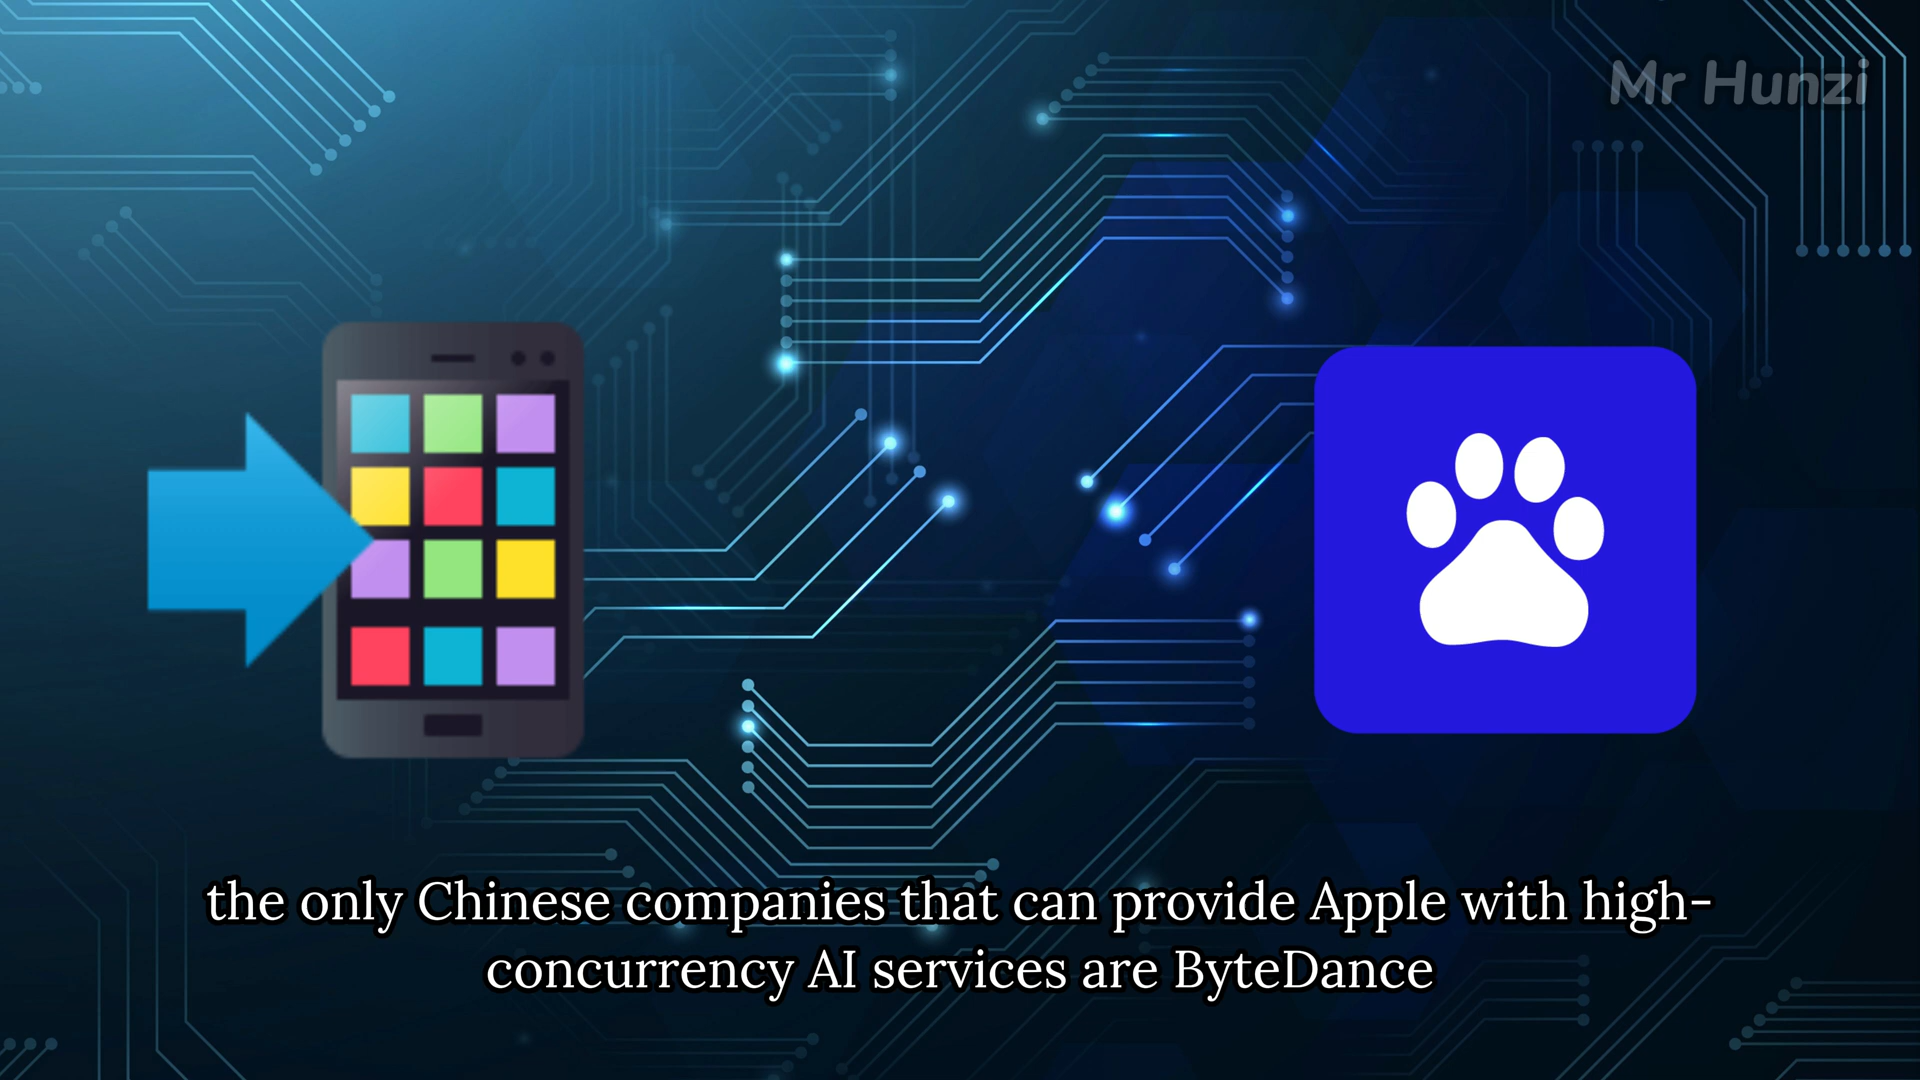 Mr Hunzi
the only Chinese companies that can provide Apple with high-
concurrency AI services are ByteDance